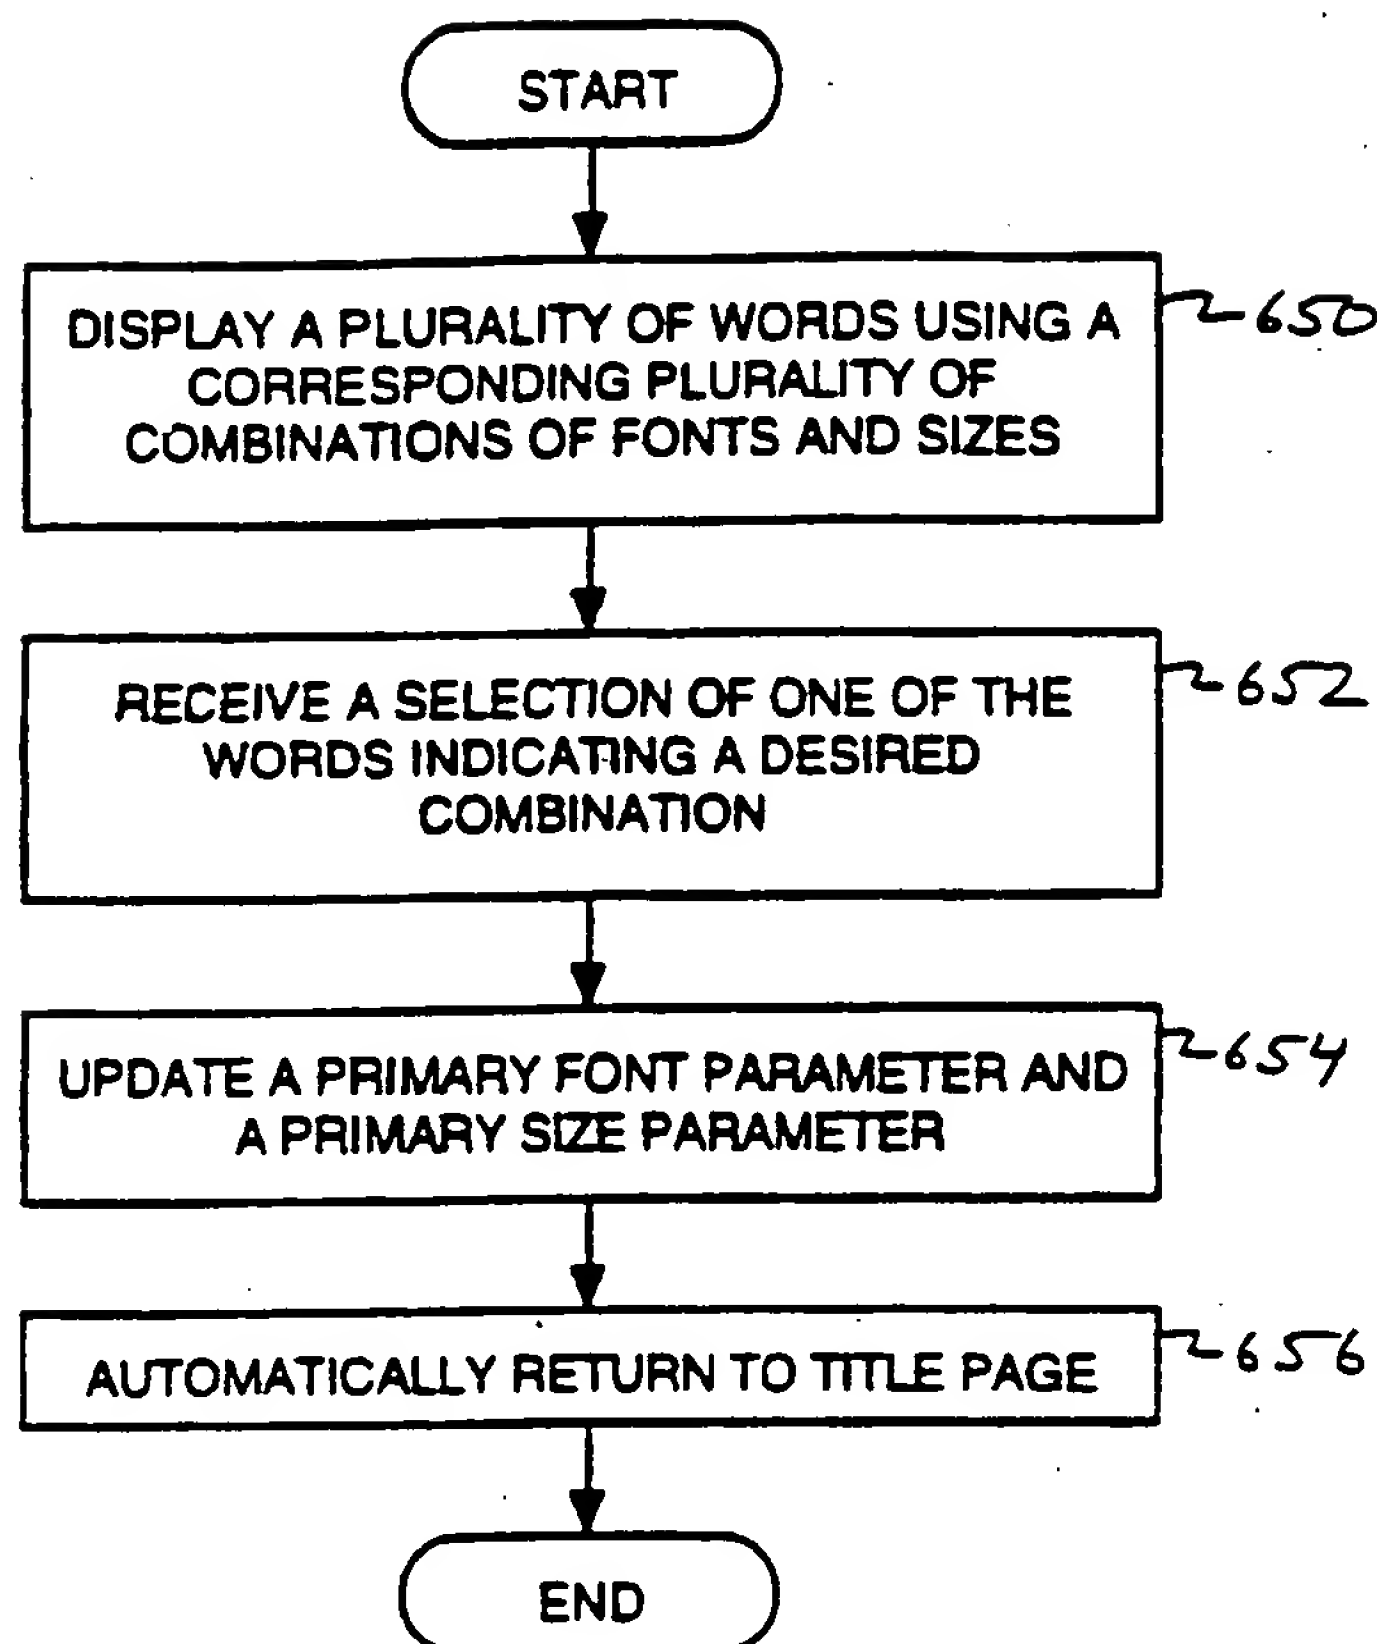 START
DISPLAY A PLURALITY OF WORDS USING A
CORRESPONDING PLURALITY OF
COMBINATIONS OF FONTS AND SIZES
650
RECEIVE A SELECTION OF ONE OF THE
WORDS INDICATING A DESIRED
COMBINATION
652
UPDATE A PRIMARY FONT PARAMETER AND
A PRIMARY SIZE PARAMETER
654
AUTOMATICALLY RETURN TO TITLE PAGE
656
END